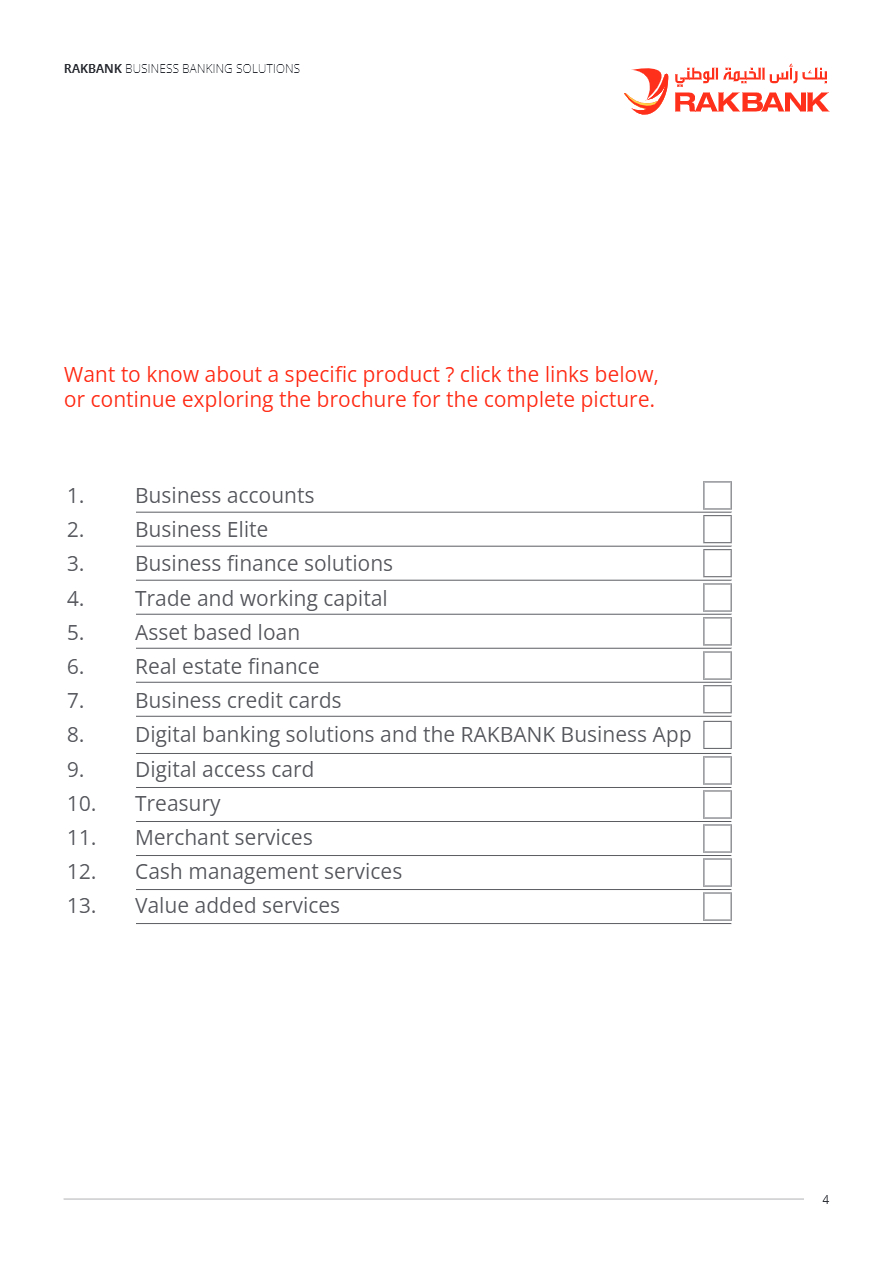 RAKBANK BUSINESS BANKING SOLUTIONS
بنك رأس الخيمة الوطني
RAKBANK
Want to know about a specific product ? click the links below,
or continue exploring the brochure for the complete picture.
1. Business accounts
2. Business Elite
3. Business finance solutions
4. Trade and working capital
5. Asset based loan
6. Real estate finance
7. Business credit cards
8. Digital banking solutions and the RAKBANK Business App
9. Digital access card
10. Treasury
11. Merchant services
12. Cash management services
13. Value added services
4